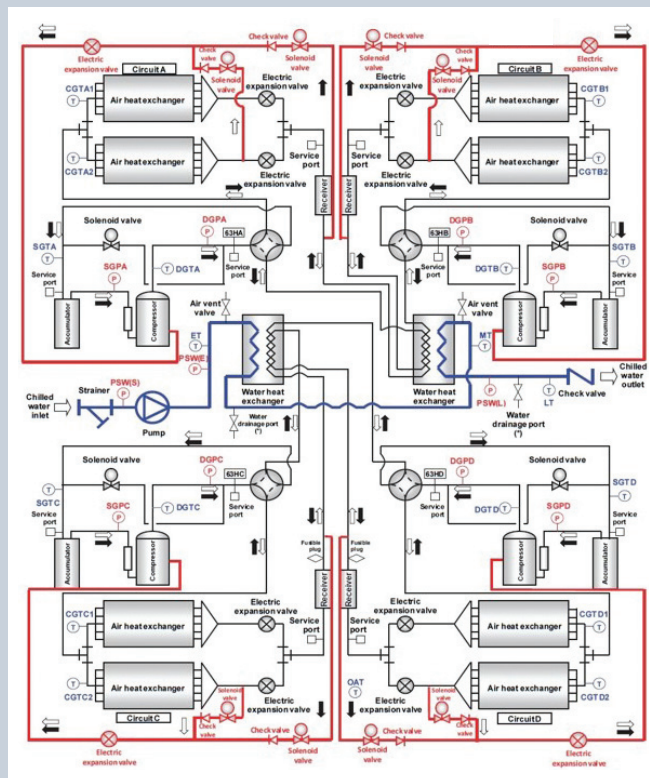 Electric
expansion valve
Check
valve
Solenoid
valve
Check valve
Solenoid
valve
Circuit A
CGTA1
T
Air heat exchanger
Electric
expansion valve
CGTA2
T
Air heat exchanger
Electric
expansion valve
Service
port
Receiver
Solenoid
valve
Check valve
Solenoid
valve
Check
valve
Electric
expansion valve
Circuit B
Electric
expansion valve
Air heat exchanger
CGTB1
T
Air heat exchanger
CGTB2
T
Electric
expansion valve
Service
port
Receiver
Solenoid valve
DGPA
P
63HA
SGTA
T
Service
port
SGPA
P
DGTA
T
Service
port
Accumulator
Compressor
DGPB
P
63HB
Solenoid valve
SGTB
T
Service
port
DGTB
T
SGPB
P
Service
port
Compressor
Accumulator
Air vent
valve
Air vent
valve
ET
T
PSW(E)
P
MT
T
Chilled
water
inlet
Strainer
PSW(S)
P
Pump
Water heat
exchanger
Water
drainage port
(*)
Water heat
exchanger
PSW(L)
P
Water
drainage port
(*)
T
LT
Check valve
Chilled
water
outlet
Solenoid valve
DGPC
P
63HC
SGTC
T
Service
port
SGPC
P
DGTC
T
Service
port
Accumulator
Compressor
DGPD
P
63HD
Solenoid valve
SGTD
T
Service
port
DGTD
T
SGPD
P
Service
port
Compressor
Accumulator
Fusible
plug
Receiver
Fusible
plug
Receiver
CGTC1
T
Air heat exchanger
Electric
expansion valve
Service
port
CGTC2
T
Air heat exchanger
Electric
expansion valve
Circuit C
Solenoid
valve
Check
valve
Check valve
Solenoid
valve
Electric
expansion valve
Electric
expansion valve
Service
port
Air heat exchanger
CGTD1
T
OAT
T
Air heat exchanger
CGTD2
T
Electric
expansion valve
Circuit D
Solenoid
valve
Check
valve
Check valve
Solenoid
valve
Electric
expansion valve